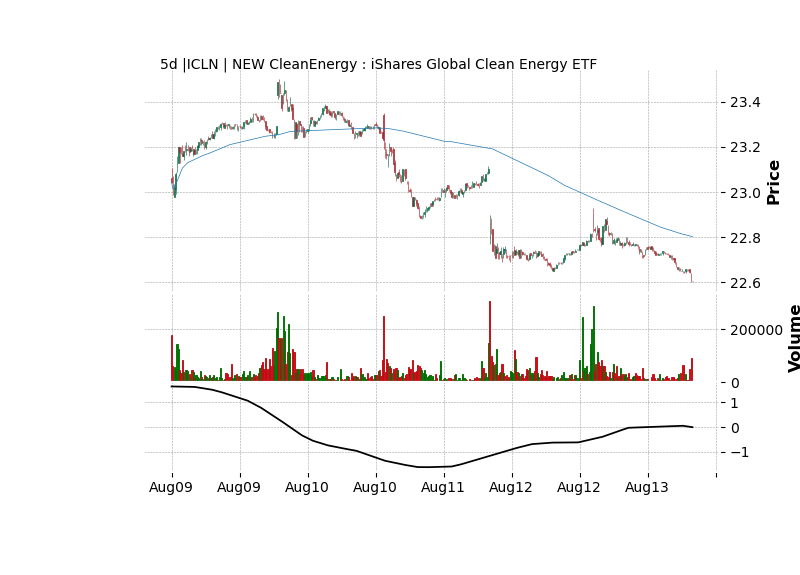 5d |ICLN | NEW CleanEnergy : iShares Global Clean Energy ETF
23.4
23.2
23.0
22.8
22.6
Price
200000
0
Volume
1
0
−1
Aug09 Aug09 Aug10 Aug10 Aug11 Aug12 Aug12 Aug13